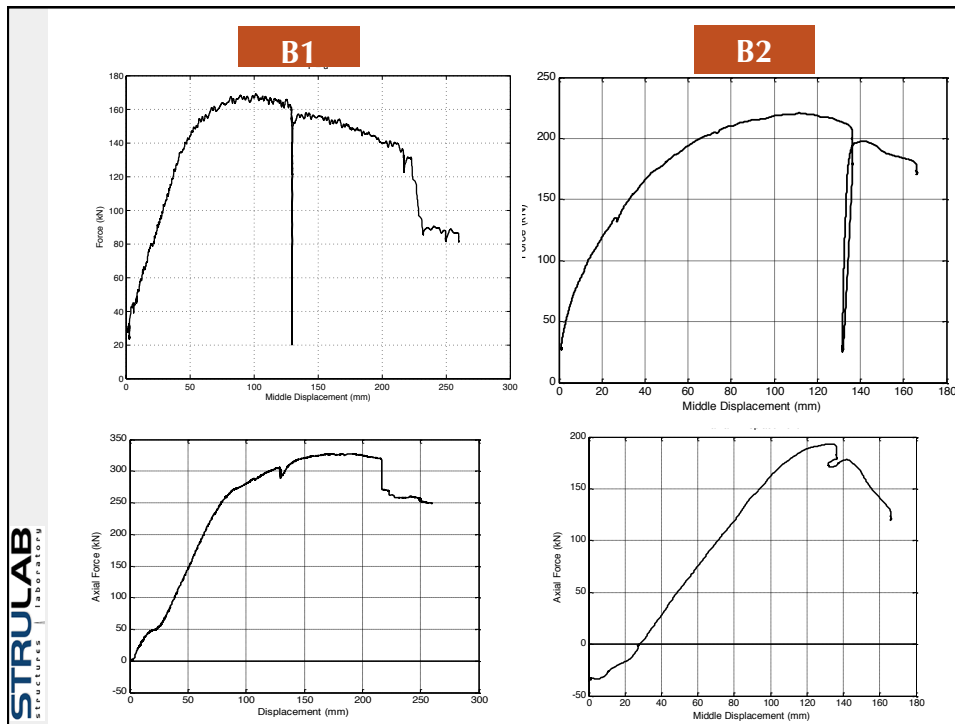 B1
B2
180
160
140
120
100
80
60
40
20
0
Force (kN)
0 50 100 150 200 250 300
Middle Displacement (mm)
250
200
150
100
50
0
0 20 40 60 80 100 120 140 160 180
Middle Displacement (mm)
350
300
250
200
150
100
50
0
-50
Axial Force (kN)
0 50 100 150 200 250 300
Displacement (mm)
200
150
100
50
0
-50
Axial Force (kN)
0 20 40 60 80 100 120 140 160 180
Middle Displacement (mm)
STRULAB
structures | laboratory